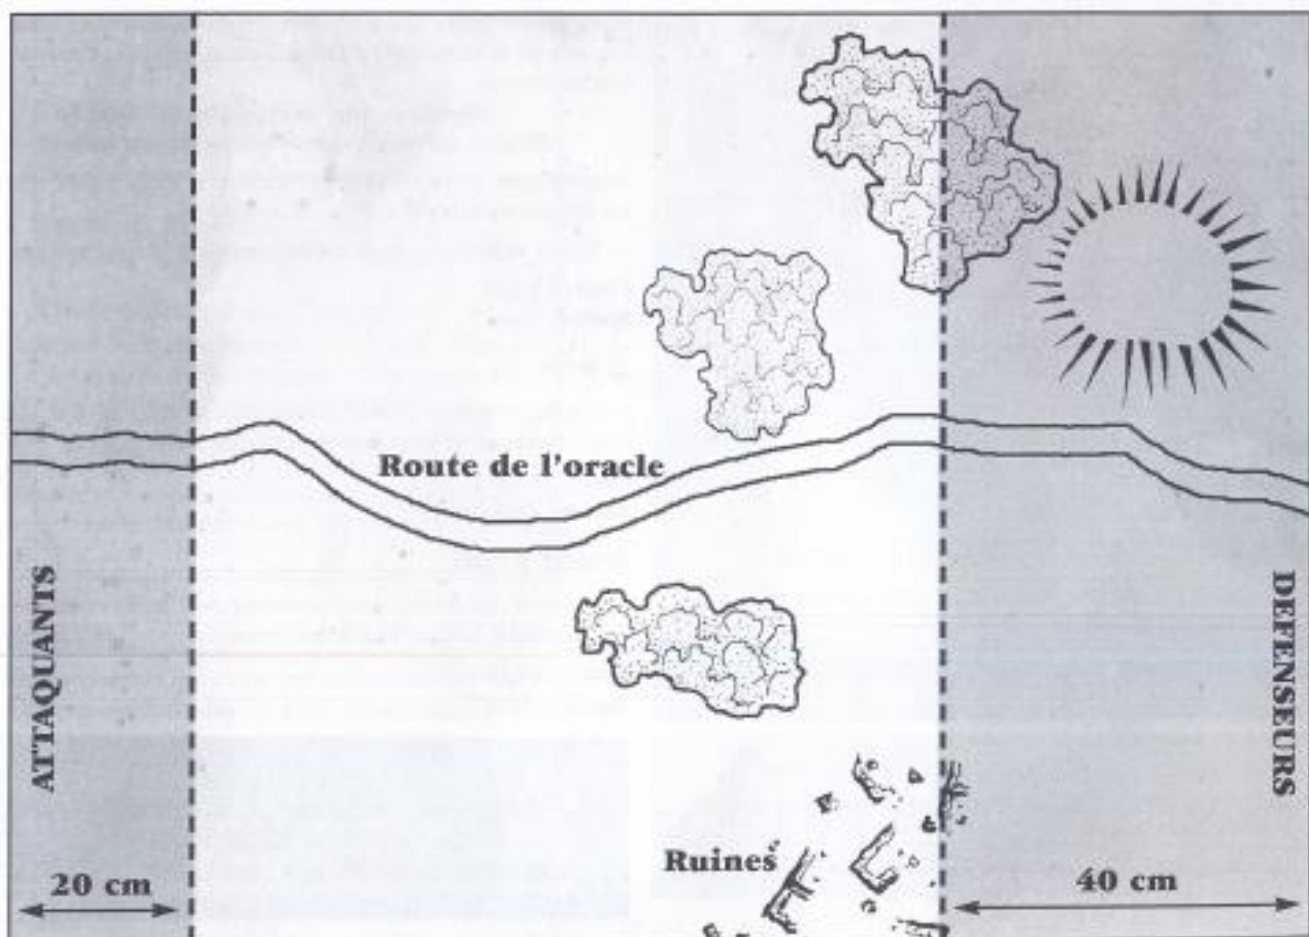 Route de l'oracle
ATTAQUANTS
DEFENSEURS
Ruines
20 cm
40 cm